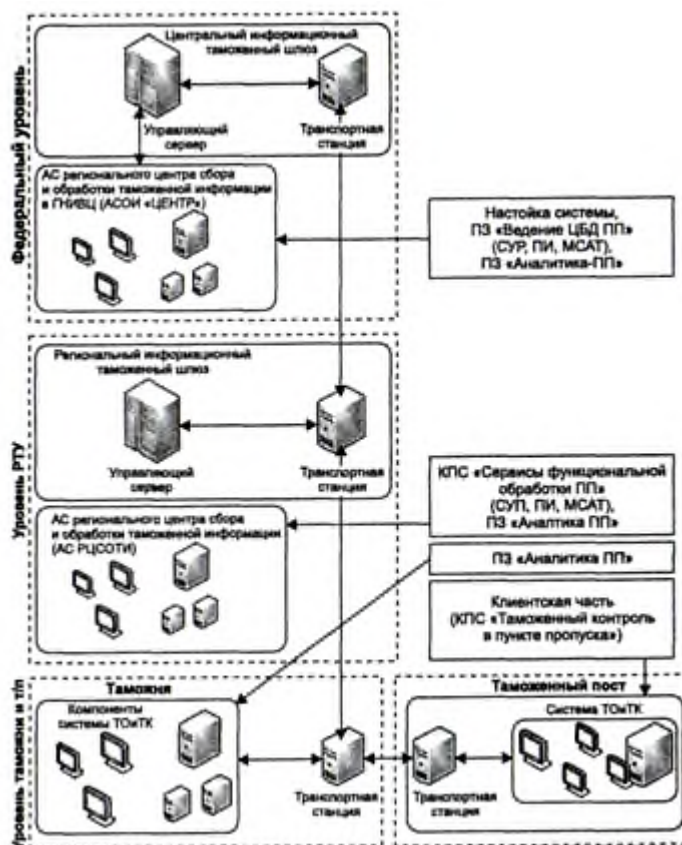 Федеральный уровень
Центральный информационный
таможенный шлюз
Управляющий
сервер
Транспортная
станция
АС регионального центра сбора
и обработки таможенной информации
в ГНИВЦ (АСОИ «ЦЕНТР»)
Настойка системы,
ПЗ «Ведение ЦБД ПП»
(СУР, ПИ, МСАТ),
ПЗ «Аналитика-ПП»
Уровень РТУ
Региональный информационный
таможенный шлюз
Управляющий
сервер
Транспортная
станция
АС регионального центра сбора
и обработки таможенной информации
(АС РЦСОТИ)
КПС «Сервисы функциональной
обработки ПП»
(СУП, ПИ, МСАТ),
ПЗ «Аналтика ПП»
ПЗ «Аналитика ПП»
Клиентская часть
(КПС «Таможенный контроль
в пункте пропуска»)
Уровень таможни и т/п
Таможня
Компоненты
системы ТОиТК
Транспортная
станция
Таможенный пост
Система ТОиТК
Транспортная
станция